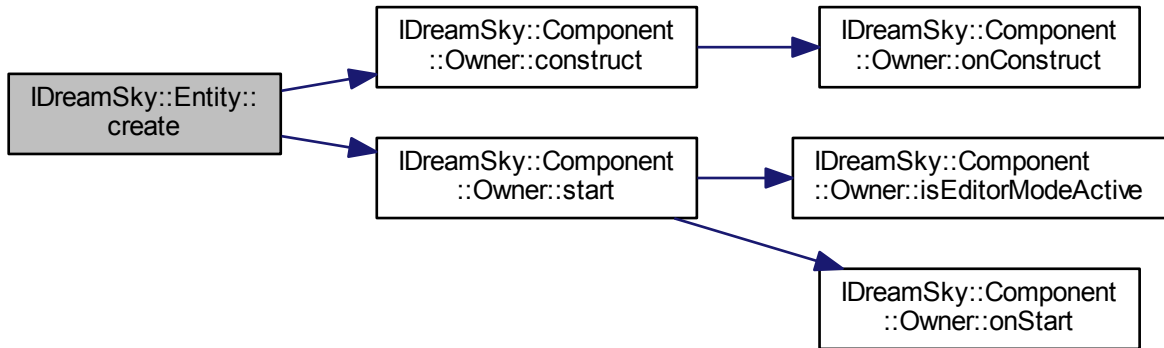 IDreamSky::Entity::
create
IDreamSky::Component
::Owner::construct
IDreamSky::Component
::Owner::onConstruct
IDreamSky::Component
::Owner::start
IDreamSky::Component
::Owner::isEditorModeActive
IDreamSky::Component
::Owner::onStart